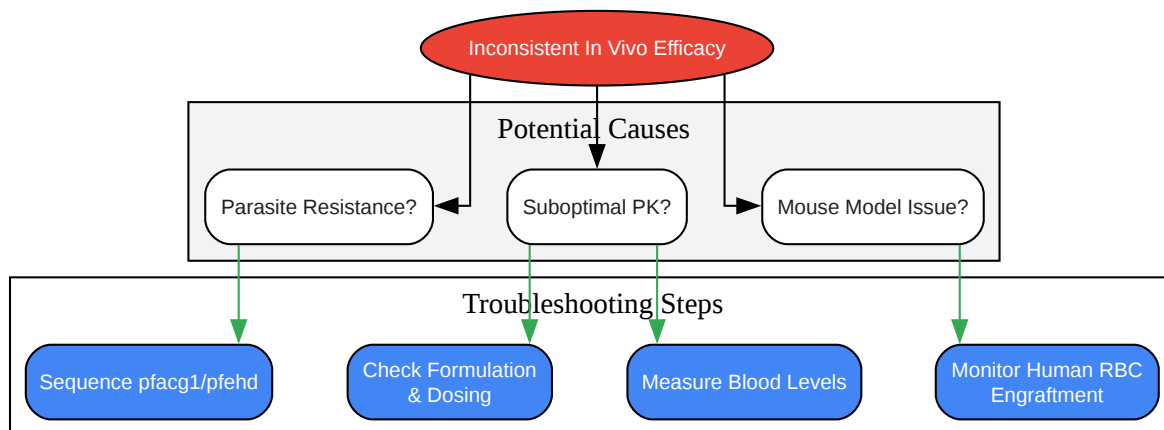 Inconsistent In Vivo Efficacy
Potential Causes
Parasite Resistance?
Suboptimal PK?
Mouse Model Issue?
Troubleshooting Steps
Sequence pfacg1/pfehd
Check Formulation
& Dosing
Measure Blood Levels
Monitor Human RBC
Engraftment